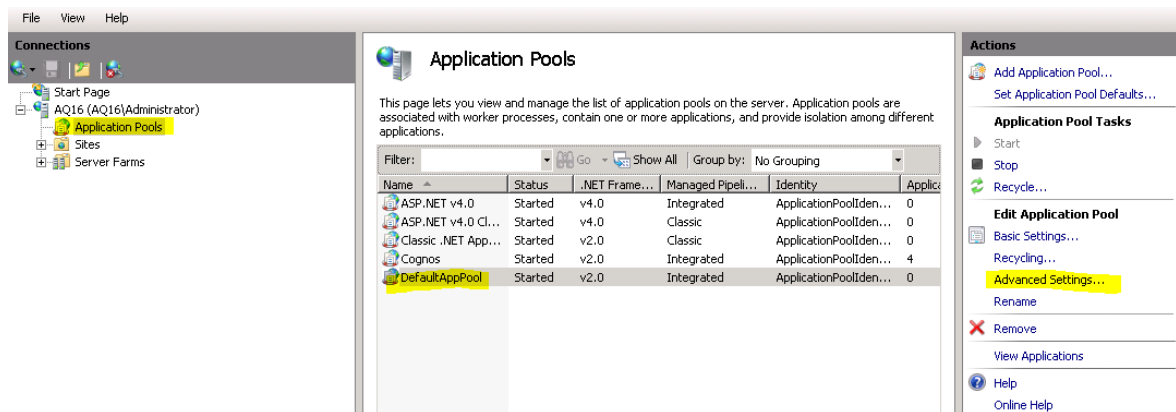 File View Help
Connections
Start Page
AQ16 (AQ16\Administrator)
Application Pools
Sites
Server Farms
Application Pools
This page lets you view and manage the list of application pools on the server. Application pools are
associated with worker processes, contain one or more applications, and provide isolation among different
applications.
Filter: Go Show All Group by: No Grouping
Name Status .NET Frame... Managed Pipeli... Identity Applica
ASP.NET v4.0 Started v4.0 Integrated ApplicationPoolIden... 0
ASP.NET v4.0 Cl... Started v4.0 Classic ApplicationPoolIden... 0
Classic .NET App... Started v2.0 Classic ApplicationPoolIden... 0
Cognos Started v2.0 Integrated ApplicationPoolIden... 4
DefaultAppPool Started v2.0 Integrated ApplicationPoolIden... 0
Actions
Add Application Pool...
Set Application Pool Defaults...
Application Pool Tasks
Start
Stop
Recycle...
Edit Application Pool
Basic Settings...
Recycling...
Advanced Settings...
Rename
Remove
View Applications
Help
Online Help